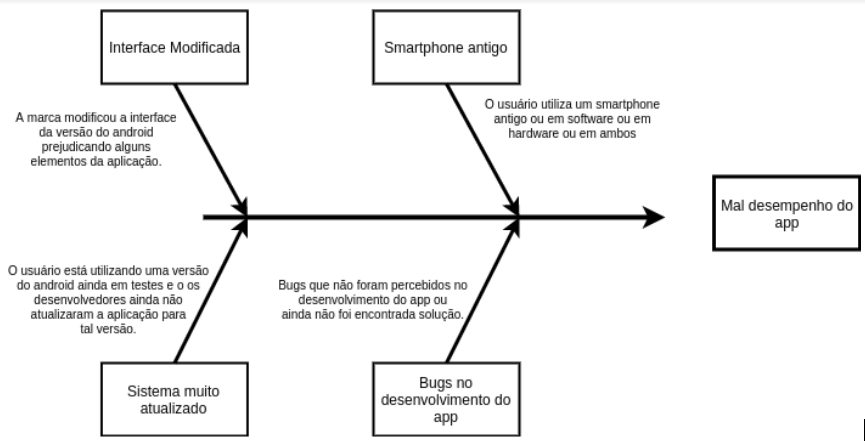 Interface Modificada
Smartphone antigo
A marca modificou a interface
da versão do android
prejudicando alguns
elementos da aplicação.
O usuário utiliza um smartphone
antigo ou em software ou em
hardware ou em ambos
Mal desempenho do
app
O usuário está utilizando uma versão
do android ainda em testes e o os
desenvolvedores ainda não
atualizaram a aplicação para
tal versão.
Bugs que não foram percebidos no
desenvolvimento do app ou
ainda não foi encontrada solução.
Sistema muito
atualizado
Bugs no
desenvolvimento do
app